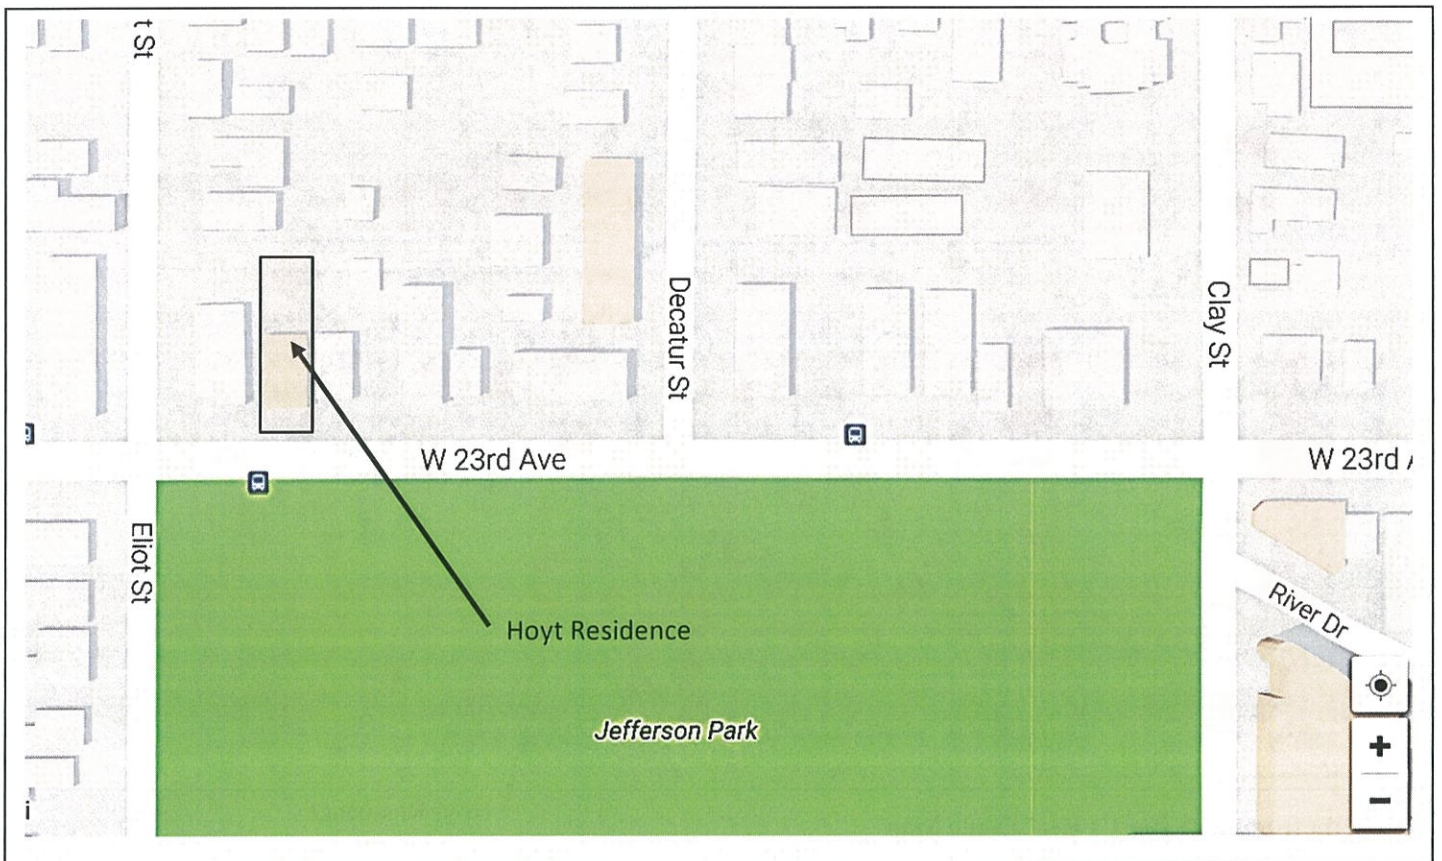 t St
Decatur St
Clay St
W 23rd Ave
W 23rd A
Eliot St
River Dr
Hoyt Residence
Jefferson Park
+
−
i